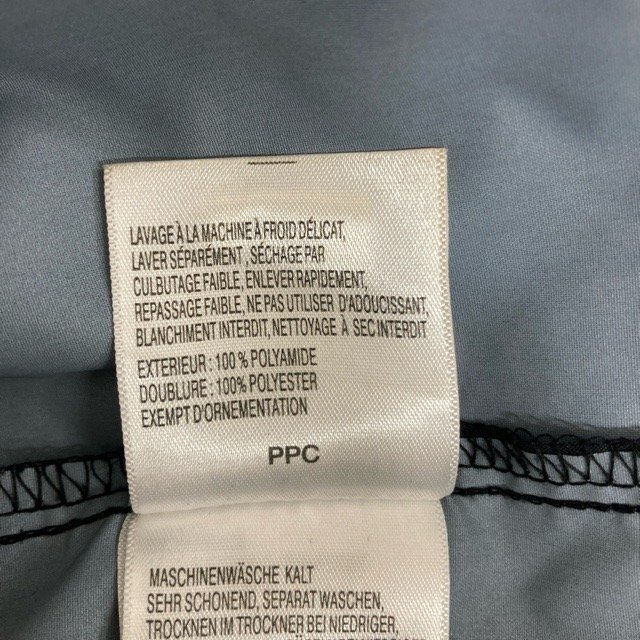 LAVAGE À LA MACHINE À FROID DÉLICAT,
LAVER SÉPARÉMENT , SÉCHAGE PAR
CULBUTAGE FAIBLE, ENLEVER RAPIDEMENT,
REPASSAGE FAIBLE, NE PAS UTILISER D'ADOUCISSANT,
BLANCHIMENT INTERDIT, NETTOYAGE À SEC INTERDIT
EXTERIEUR : 100 % POLYAMIDE
DOUBLURE : 100% POLYESTER
EXEMPT D'ORNEMENTATION
PPC
MASCHINENWÄSCHE KALT
SEHR SCHONEND, SEPARAT WASCHEN,
TROCKNEN IM TROCKNER BEI NIEDRIGER,